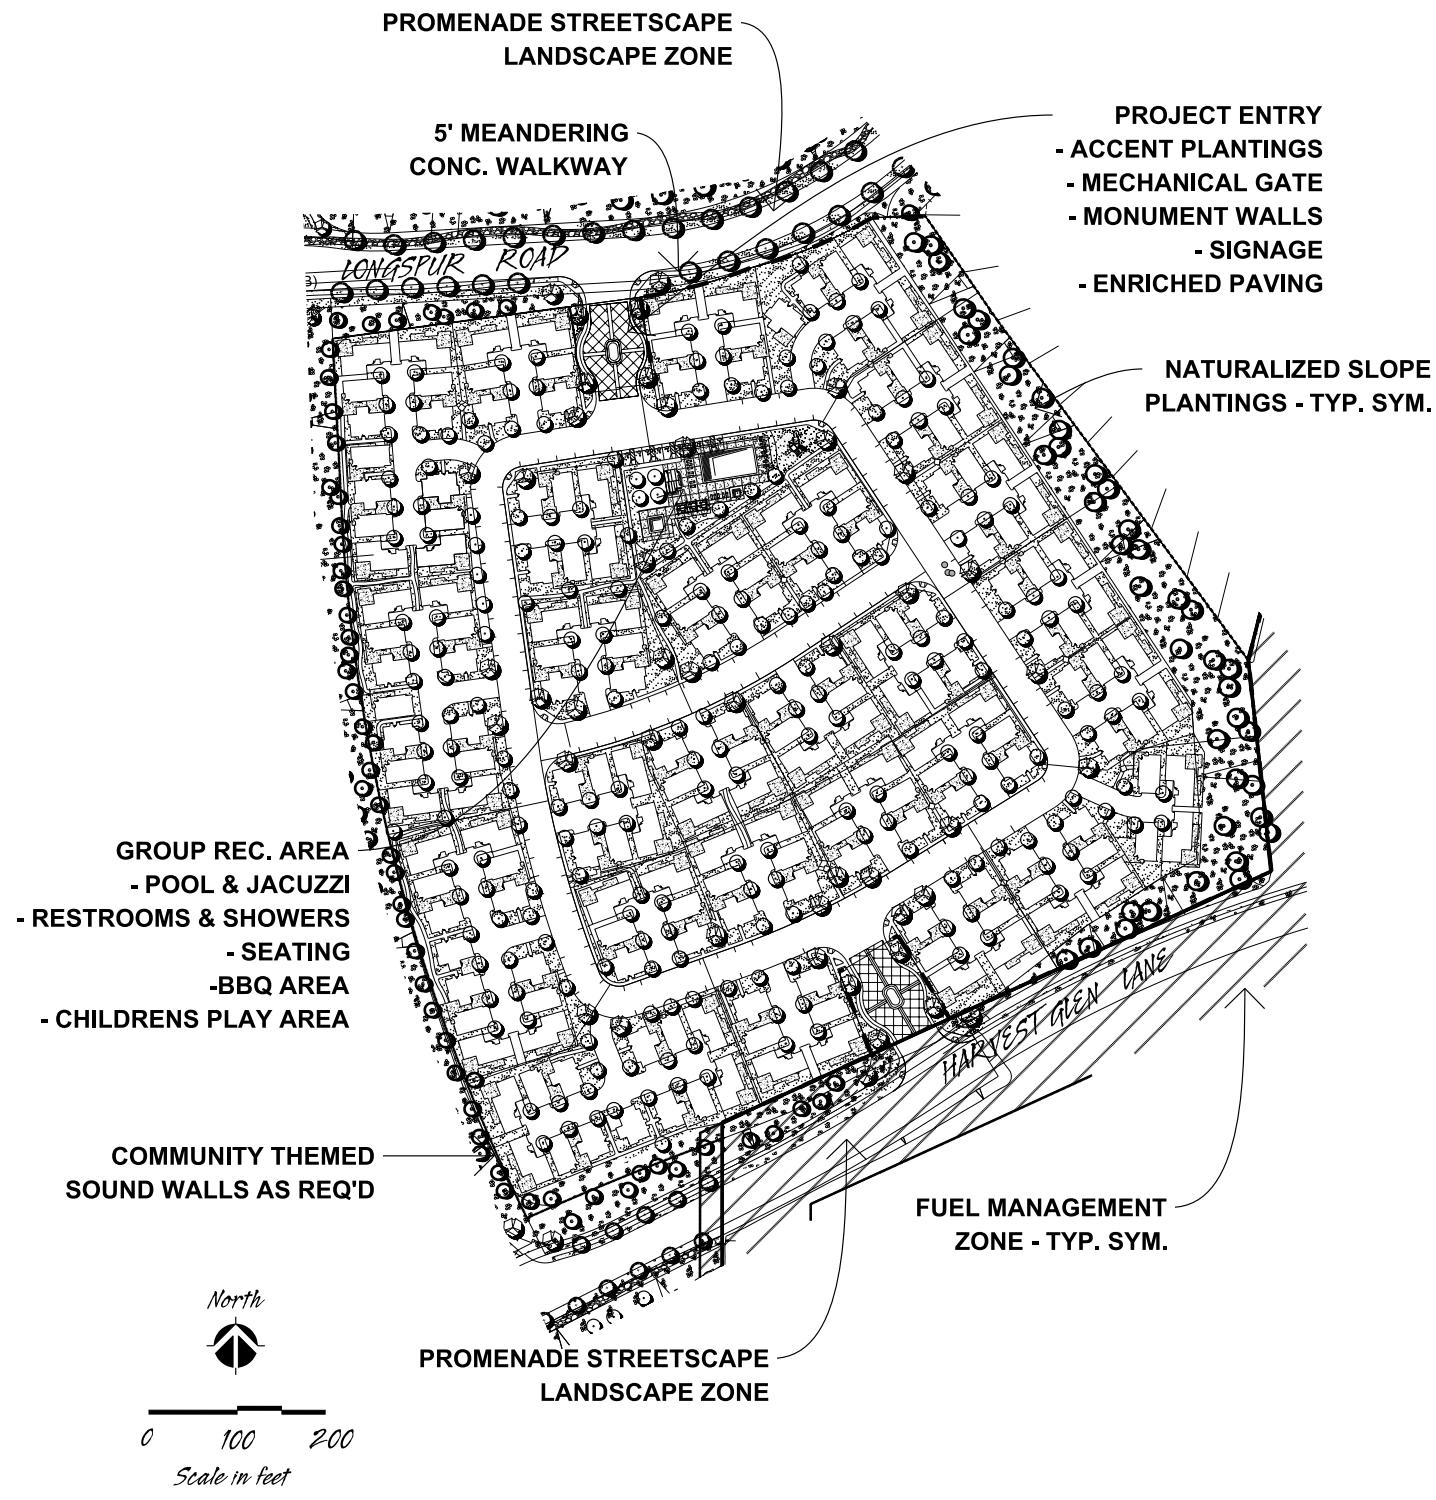 PROMENADE STREETSCAPE
LANDSCAPE ZONE
5' MEANDERING
CONC. WALKWAY
PROJECT ENTRY
- ACCENT PLANTINGS
- MECHANICAL GATE
- MONUMENT WALLS
- SIGNAGE
- ENRICHED PAVING
LONGSPUR ROAD
NATURALIZED SLOPE
PLANTINGS - TYP. SYM.
GROUP REC. AREA
- POOL & JACUZZI
- RESTROOMS & SHOWERS
- SEATING
-BBQ AREA
- CHILDRENS PLAY AREA
HARVEST GLEN LANE
COMMUNITY THEMED
SOUND WALLS AS REQ'D
FUEL MANAGEMENT
ZONE - TYP. SYM.
North
PROMENADE STREETSCAPE
LANDSCAPE ZONE
0 100 200
Scale in feet